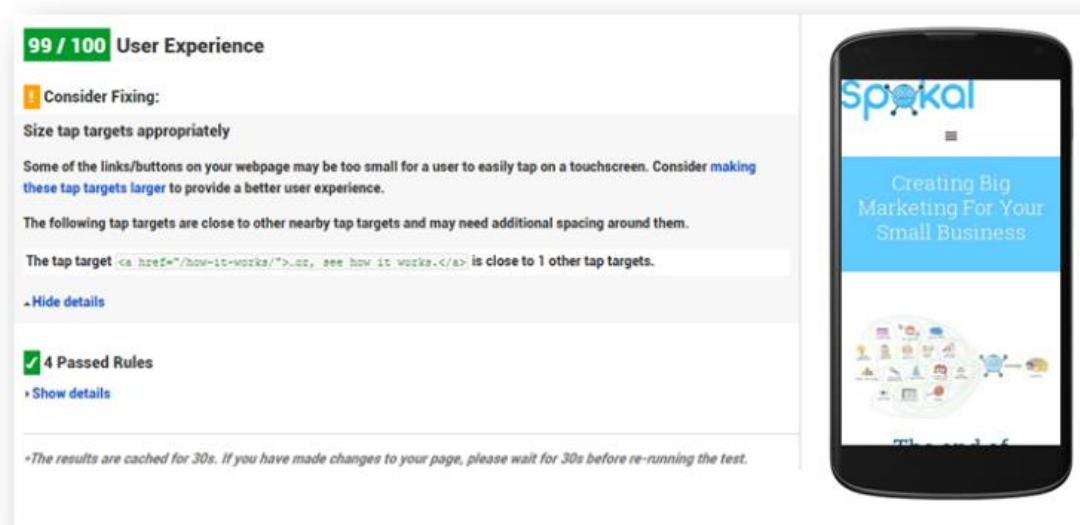 99 / 100 User Experience
! Consider Fixing:
Size tap targets appropriately
Some of the links/buttons on your webpage may be too small for a user to easily tap on a touchscreen. Consider making
these tap targets larger to provide a better user experience.
The following tap targets are close to other nearby tap targets and may need additional spacing around them.
The tap target <a href="/how-it-works/">…or, see how it works.</a> is close to 1 other tap targets.
Hide details
4 Passed Rules
Show details
*The results are cached for 30s. If you have made changes to your page, please wait for 30s before re-running the test.
Spokal
Creating Big
Marketing For Your
Small Business
The end of